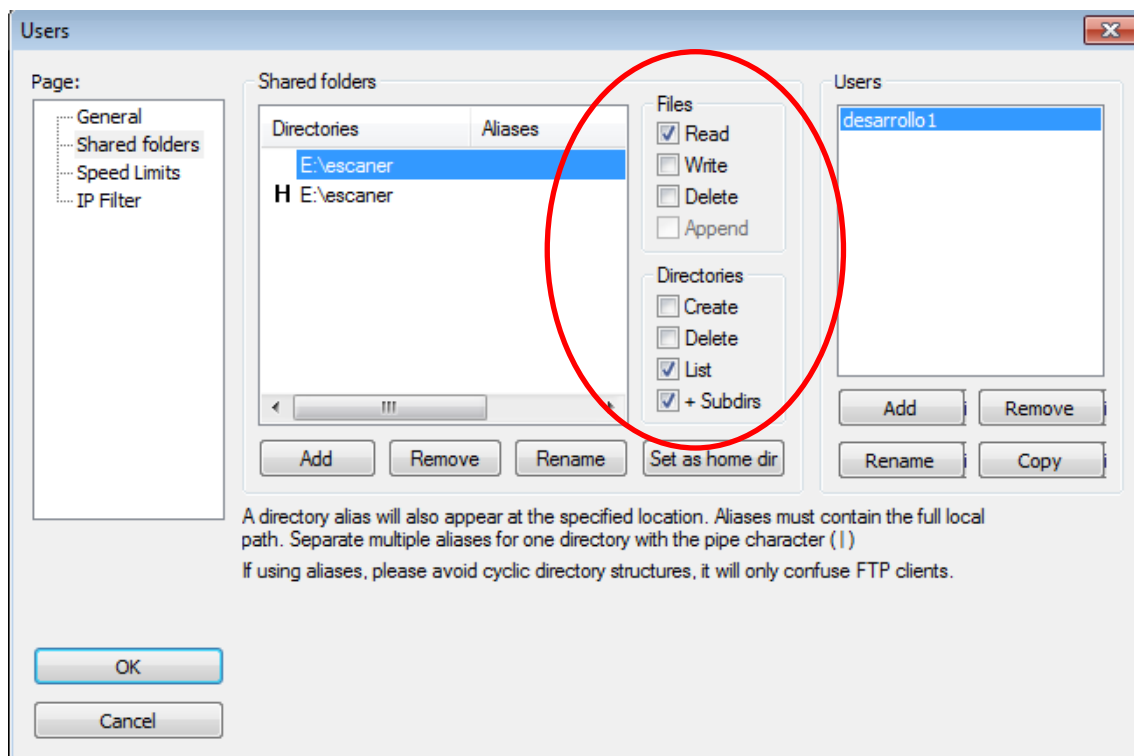 Users
Page:
General
Shared folders
Speed Limits
IP Filter
OK
Cancel
Shared folders
Directories Aliases
E:\escaner
H E:\escaner
Files
Read
Write
Delete
Append
Directories
Create
Delete
List
+ Subdirs
Add Remove Rename Set as home dir
A directory alias will also appear at the specified location. Aliases must contain the full local
path. Separate multiple aliases for one directory with the pipe character (|)
If using aliases, please avoid cyclic directory structures, it will only confuse FTP clients.
Users
desarrollo1
Add Remove
Rename Copy